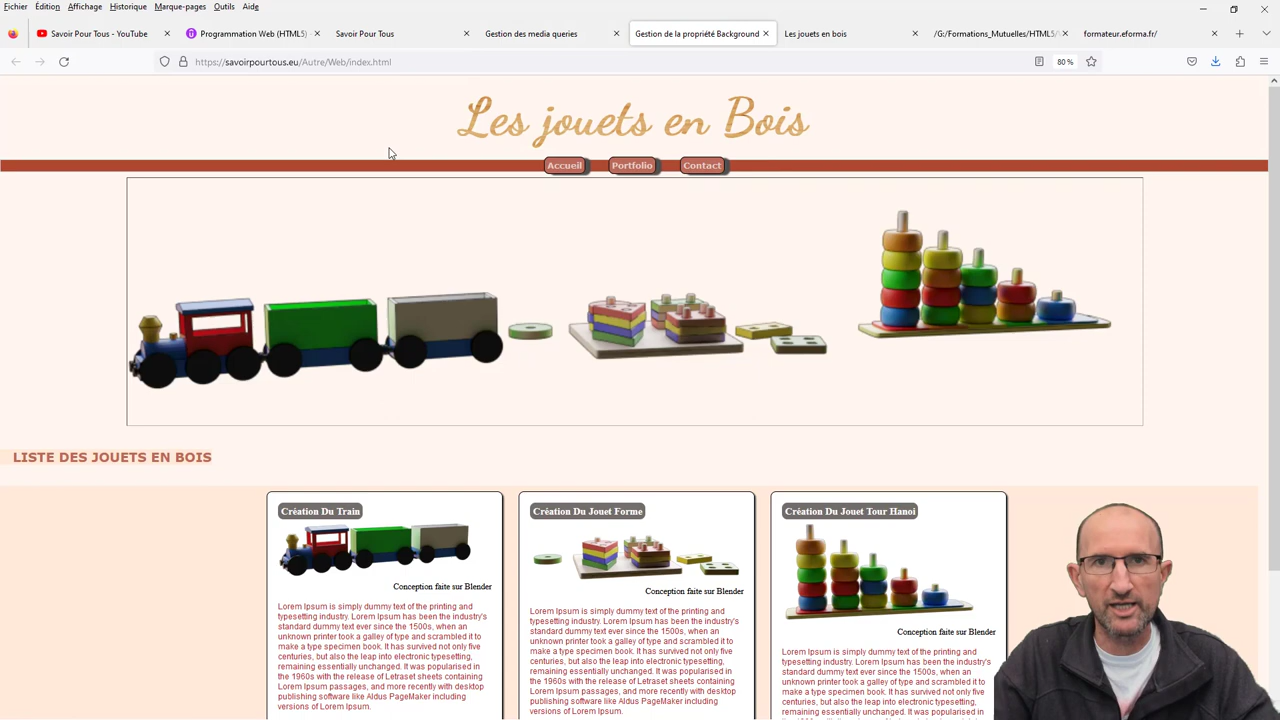 Fichier Édition Affichage Historique Marque-pages Outils Aide
Savoir Pour Tous - YouTube
Programmation Web (HTML5)
Savoir Pour Tous
Gestion des media queries
Gestion de la propriété Background
Les jouets en bois
/G:/Formations_Mutuelles/HTML5/
formateur.eforma.fr/
https://savoirpourtous.eu/Autre/Web/index.html
80 %
Les jouets en Bois
Accueil Portfolio Contact
LISTE DES JOUETS EN BOIS
Création Du Train
Conception faite sur Blender
Lorem Ipsum is simply dummy text of the printing and
typesetting industry. Lorem Ipsum has been the industry's
standard dummy text ever since the 1500s, when an
unknown printer took a galley of type and scrambled it to
make a type specimen book. It has survived not only five
centuries, but also the leap into electronic typesetting,
remaining essentially unchanged. It was popularised in
the 1960s with the release of Letraset sheets containing
Lorem Ipsum passages, and more recently with desktop
publishing software like Aldus PageMaker including
versions of Lorem Ipsum.
Création Du Jouet Forme
Conception faite sur Blender
Lorem Ipsum is simply dummy text of the printing and
typesetting industry. Lorem Ipsum has been the industry's
standard dummy text ever since the 1500s, when an
unknown printer took a galley of type and scrambled it to
make a type specimen book. It has survived not only five
centuries, but also the leap into electronic typesetting,
remaining essentially unchanged. It was popularised in
the 1960s with the release of Letraset sheets containing
Lorem Ipsum passages, and more recently with desktop
publishing software like Aldus PageMaker including
versions of Lorem Ipsum.
Création Du Jouet Tour Hanoi
Conception faite sur Blender
Lorem Ipsum is simply dummy text of the printing and
typesetting industry. Lorem Ipsum has been the industry's
standard dummy text ever since the 1500s, when an
unknown printer took a galley of type and scrambled it to
make a type specimen book. It has survived not only five
centuries, but also the leap into electronic typesetting,